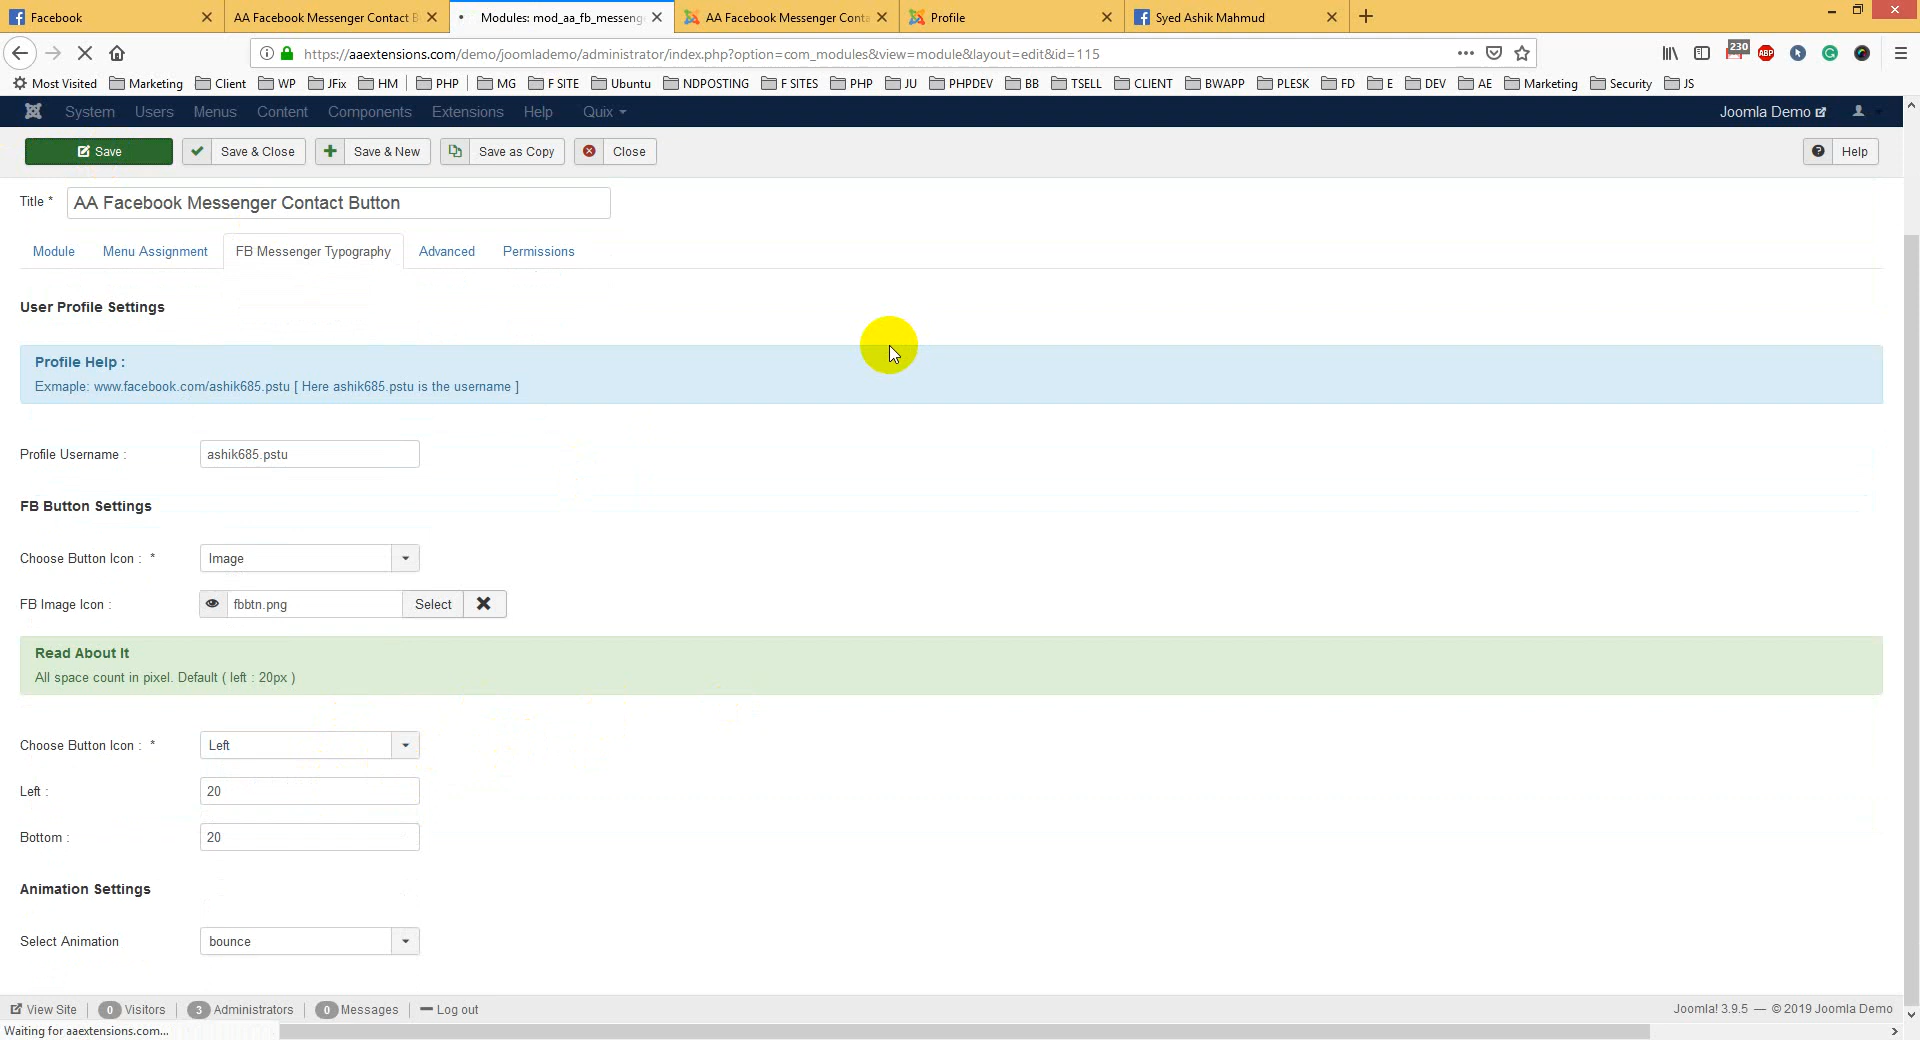 Facebook
AA Facebook Messenger Contact B
Modules: mod_aa_fb_messeng
AA Facebook Messenger Conta
Profile
Syed Ashik Mahmud
https://aaextensions.com/demo/joomlademo/administrator/index.php?option=com_modules&view=module&layout=edit&id=115
230
ABP
Most Visited Marketing Client WP JFix HM PHP MG F SITE Ubuntu NDPOSTING F SITES PHP JU PHPDEV BB TSELL CLIENT BWAPP PLESK FD E DEV AE Marketing Security JS
System Users Menus Content Components Extensions Help Quix
Joomla Demo
Save
Save & Close
Save & New
Save as Copy
Close
Help
Title *
AA Facebook Messenger Contact Button
Module
Menu Assignment
FB Messenger Typography
Advanced
Permissions
User Profile Settings
Profile Help :
Exmaple: www.facebook.com/ashik685.pstu [ Here ashik685.pstu is the username ]
Profile Username :
ashik685.pstu
FB Button Settings
Choose Button Icon : *
Image
FB Image Icon :
fbbtn.png
Select
Read About It
All space count in pixel. Default ( left : 20px )
Choose Button Icon : *
Left
Left :
20
Bottom :
20
Animation Settings
Select Animation
bounce
View Site
0 Visitors
3 Administrators
0 Messages
Log out
Joomla! 3.9.5 — © 2019 Joomla Demo
Waiting for aaextensions.com...